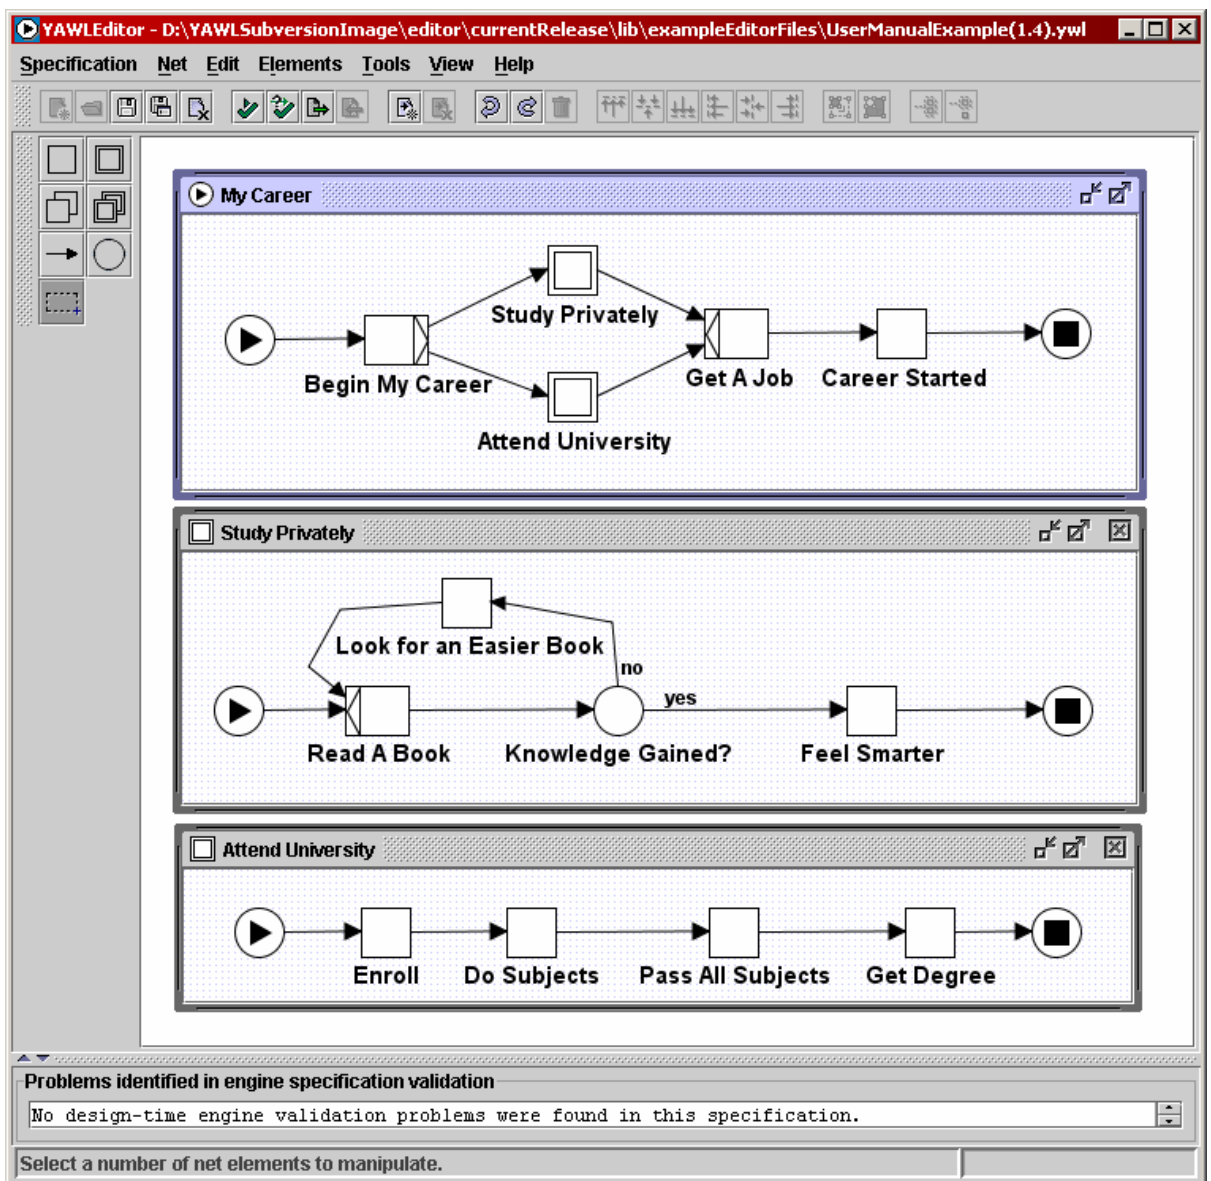 YAWLEditor - D:\YAWLSubversionImage\editor\currentRelease\lib\exampleEditorFiles\UserManualExample(1.4).ywl
Specification Net Edit Elements Tools View Help
My Career
Study Privately
Begin My Career
Get A Job
Career Started
Attend University
Study Privately
Look for an Easier Book
no
yes
Read A Book
Knowledge Gained?
Feel Smarter
Attend University
Enroll
Do Subjects
Pass All Subjects
Get Degree
Problems identified in engine specification validation
No design-time engine validation problems were found in this specification.
Select a number of net elements to manipulate.